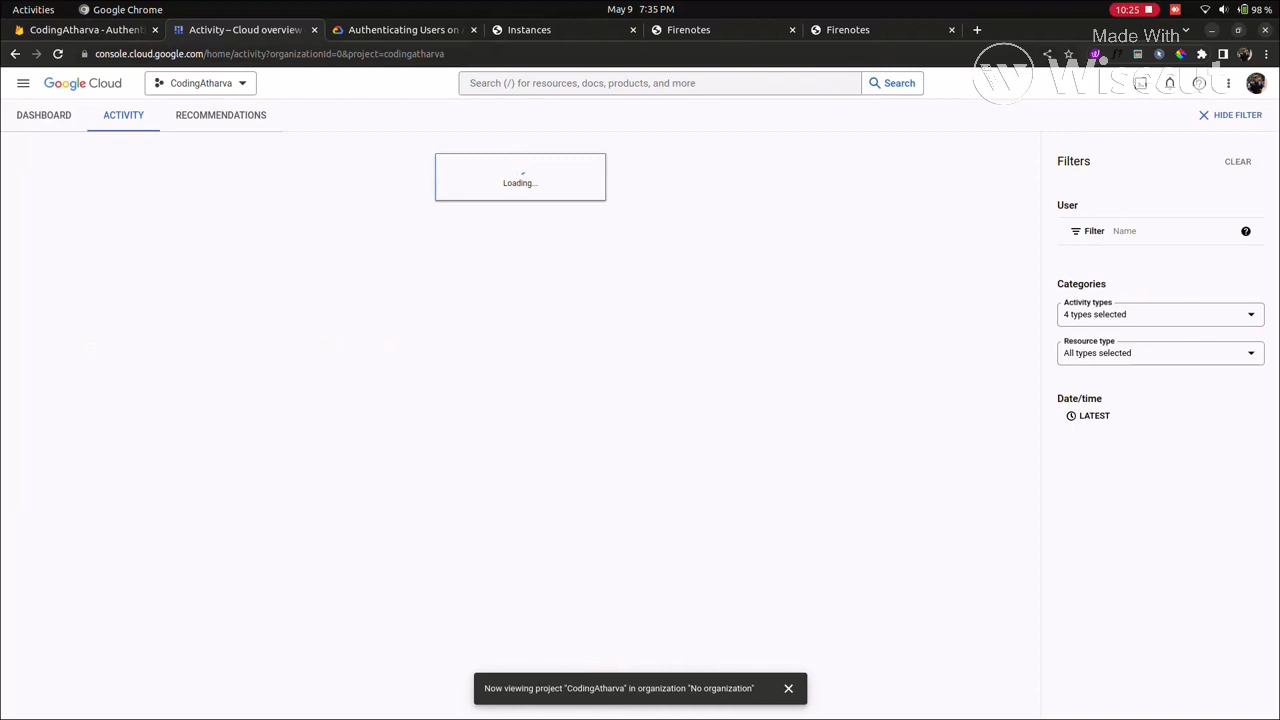 Activities
Google Chrome
May 9 7:35 PM
10:25
98 %
CodingAtharva - Authent
Activity – Cloud overview
Authenticating Users on A
Instances
Firenotes
Firenotes
Made With
Wisecut
console.cloud.google.com/home/activity?organizationId=0&project=codingatharva
f?
Google Cloud
CodingAtharva
Search (/) for resources, docs, products, and more
Search
DASHBOARD
ACTIVITY
RECOMMENDATIONS
HIDE FILTER
Loading...
Filters
CLEAR
User
Filter
Name
Categories
Activity types
4 types selected
Resource type
All types selected
Date/time
LATEST
Now viewing project "CodingAtharva" in organization "No organization"